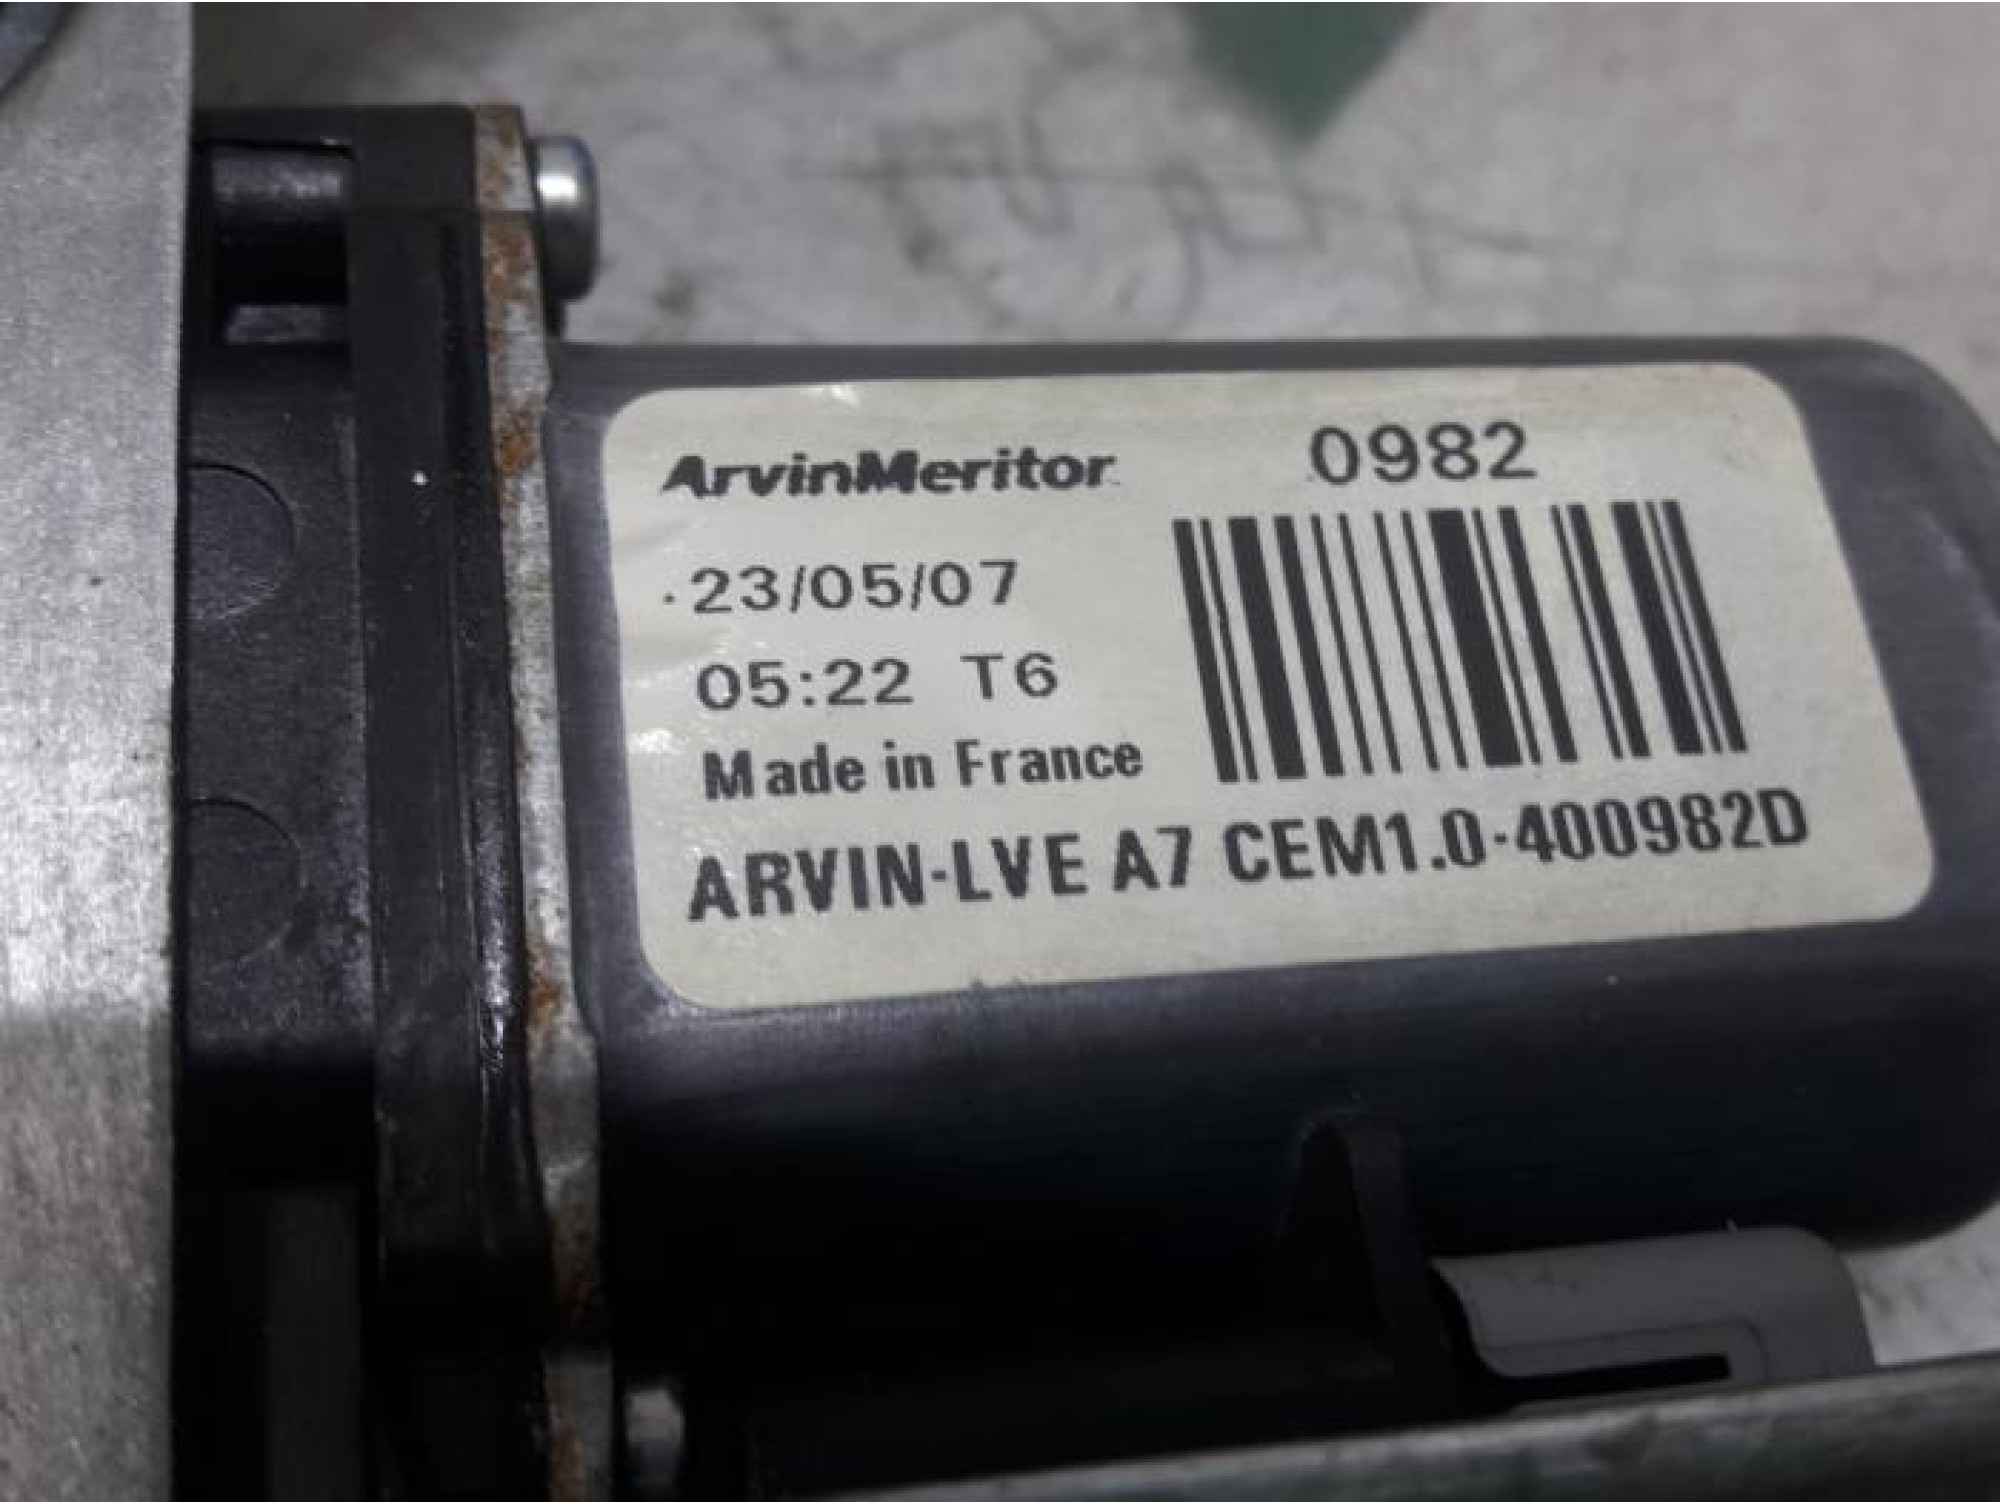 ArvinMeritor
0982
23/05/07
05:22 T6
Made in France
ARVIN-LVE A7 CEM1.0-400982D